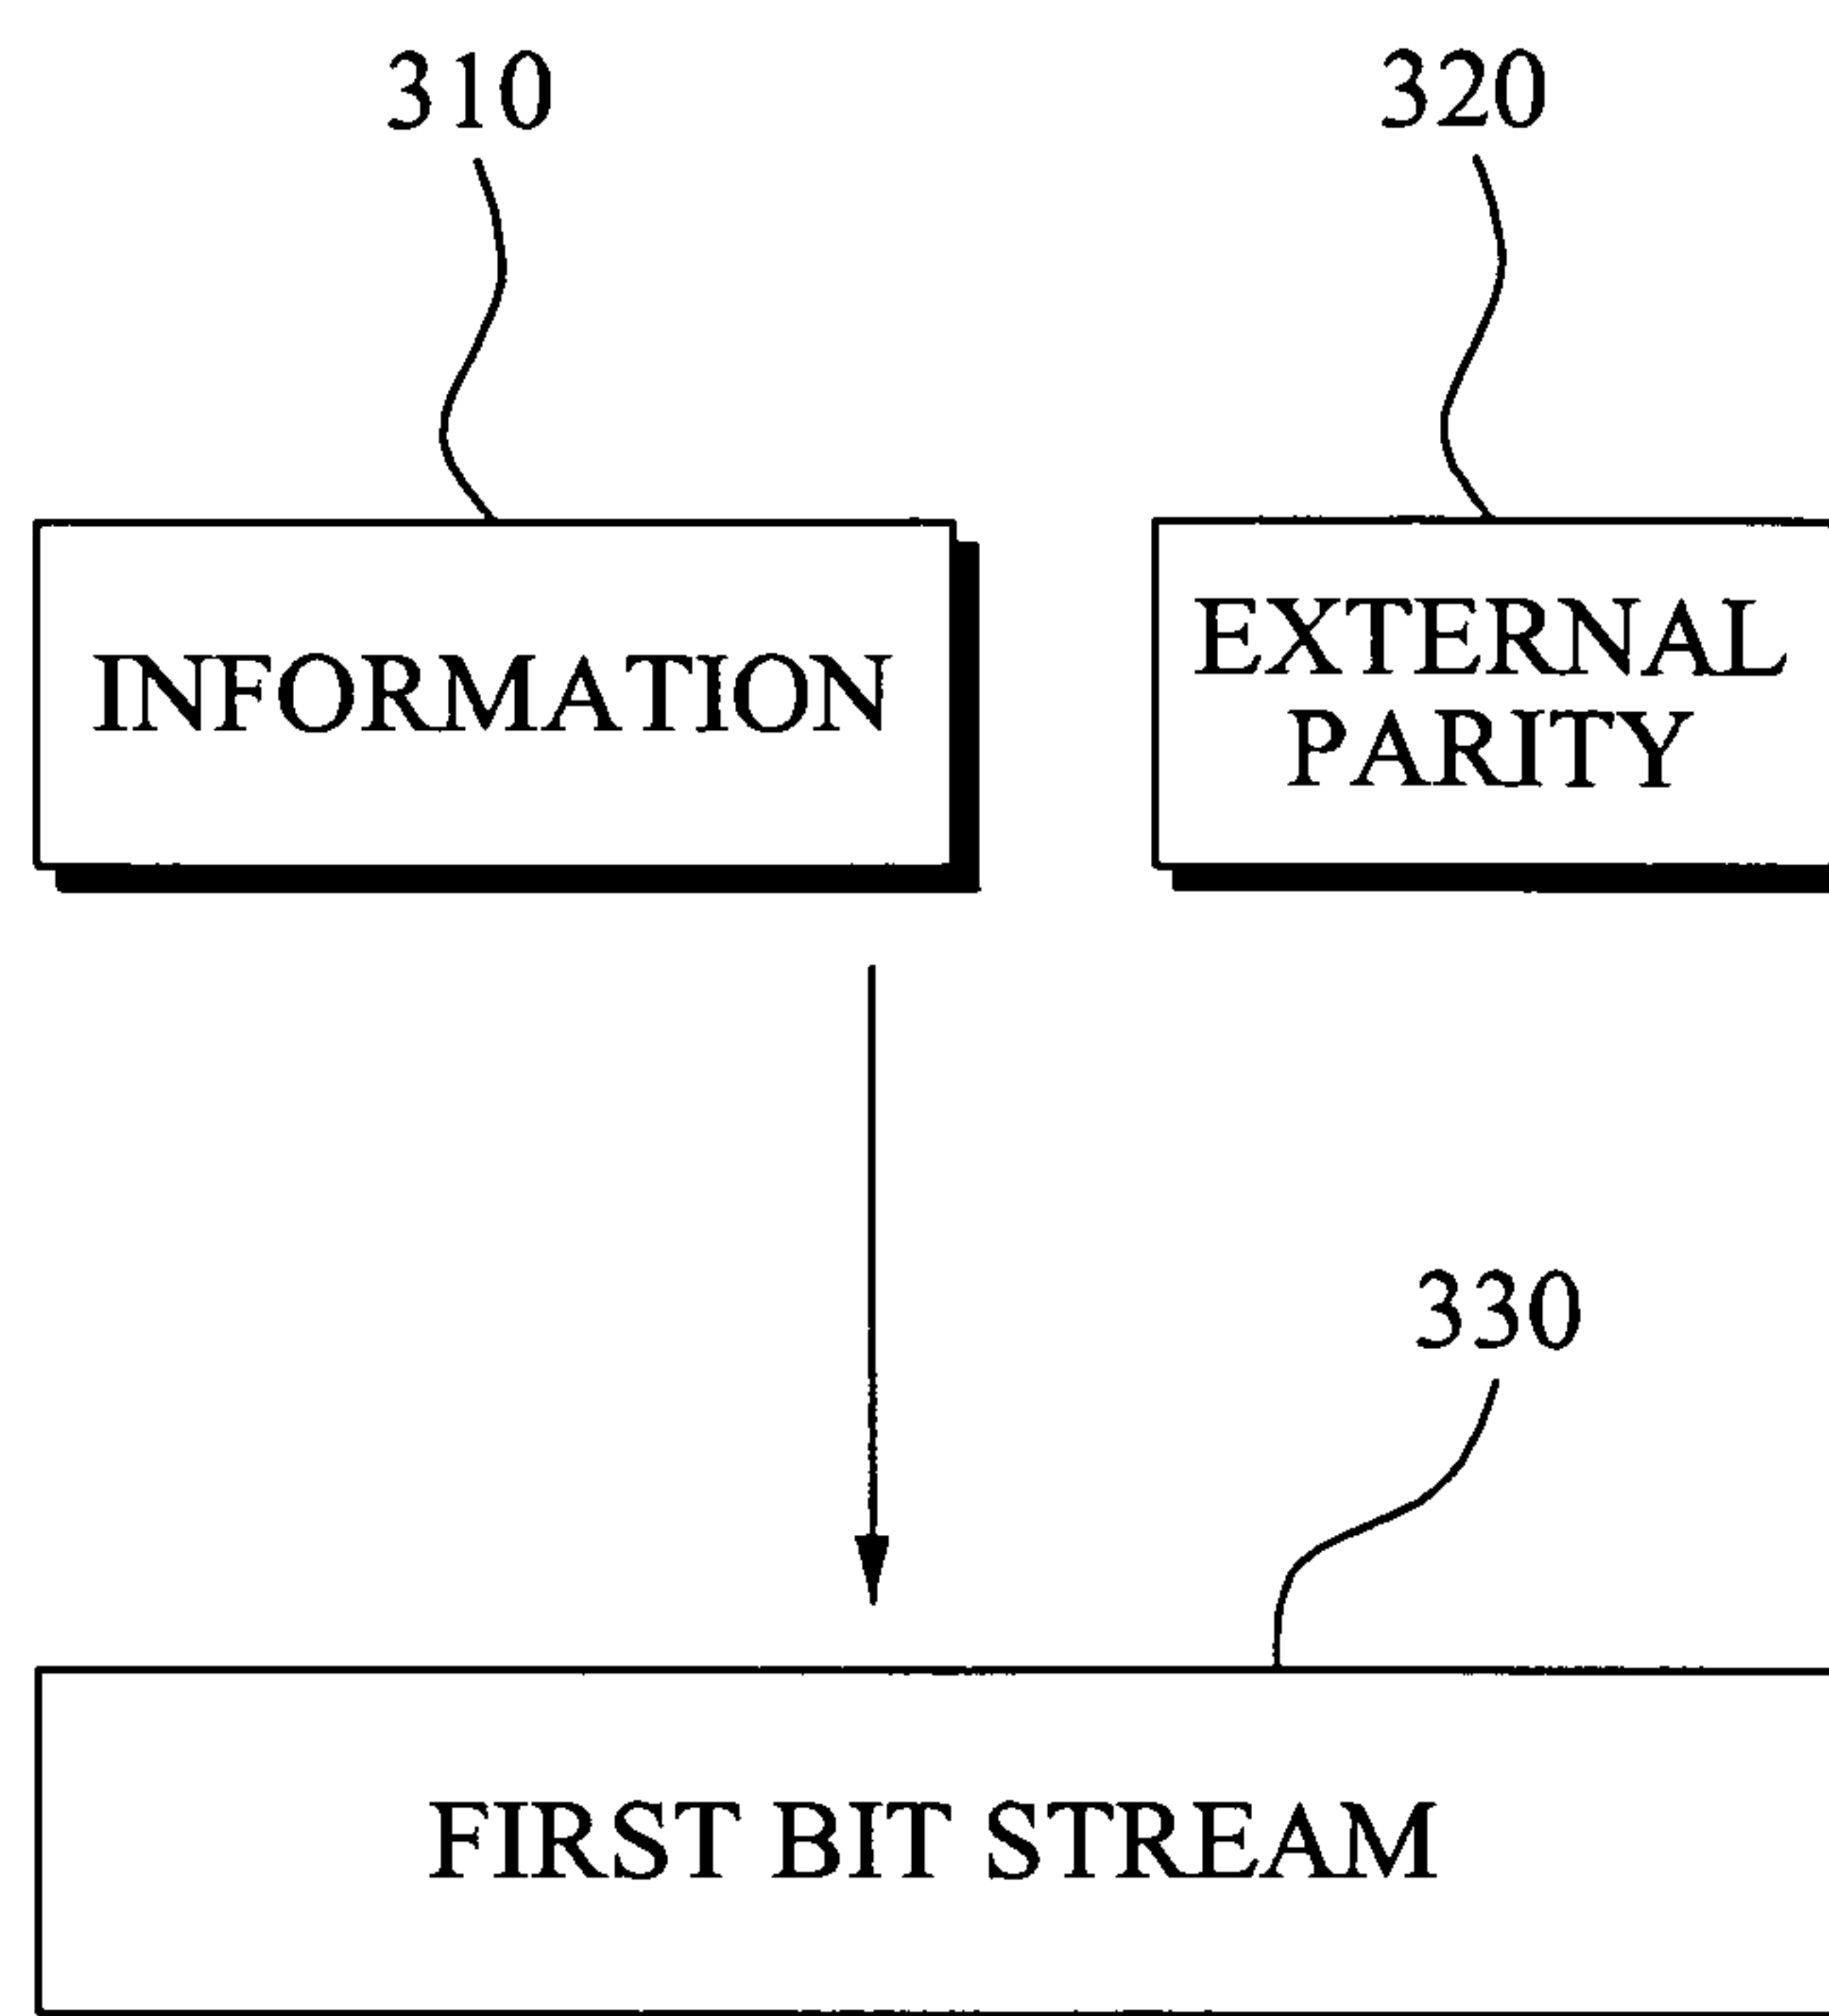 310
320
INFORMATION
EXTERNAL
PARITY
330
FIRST BIT STREAM